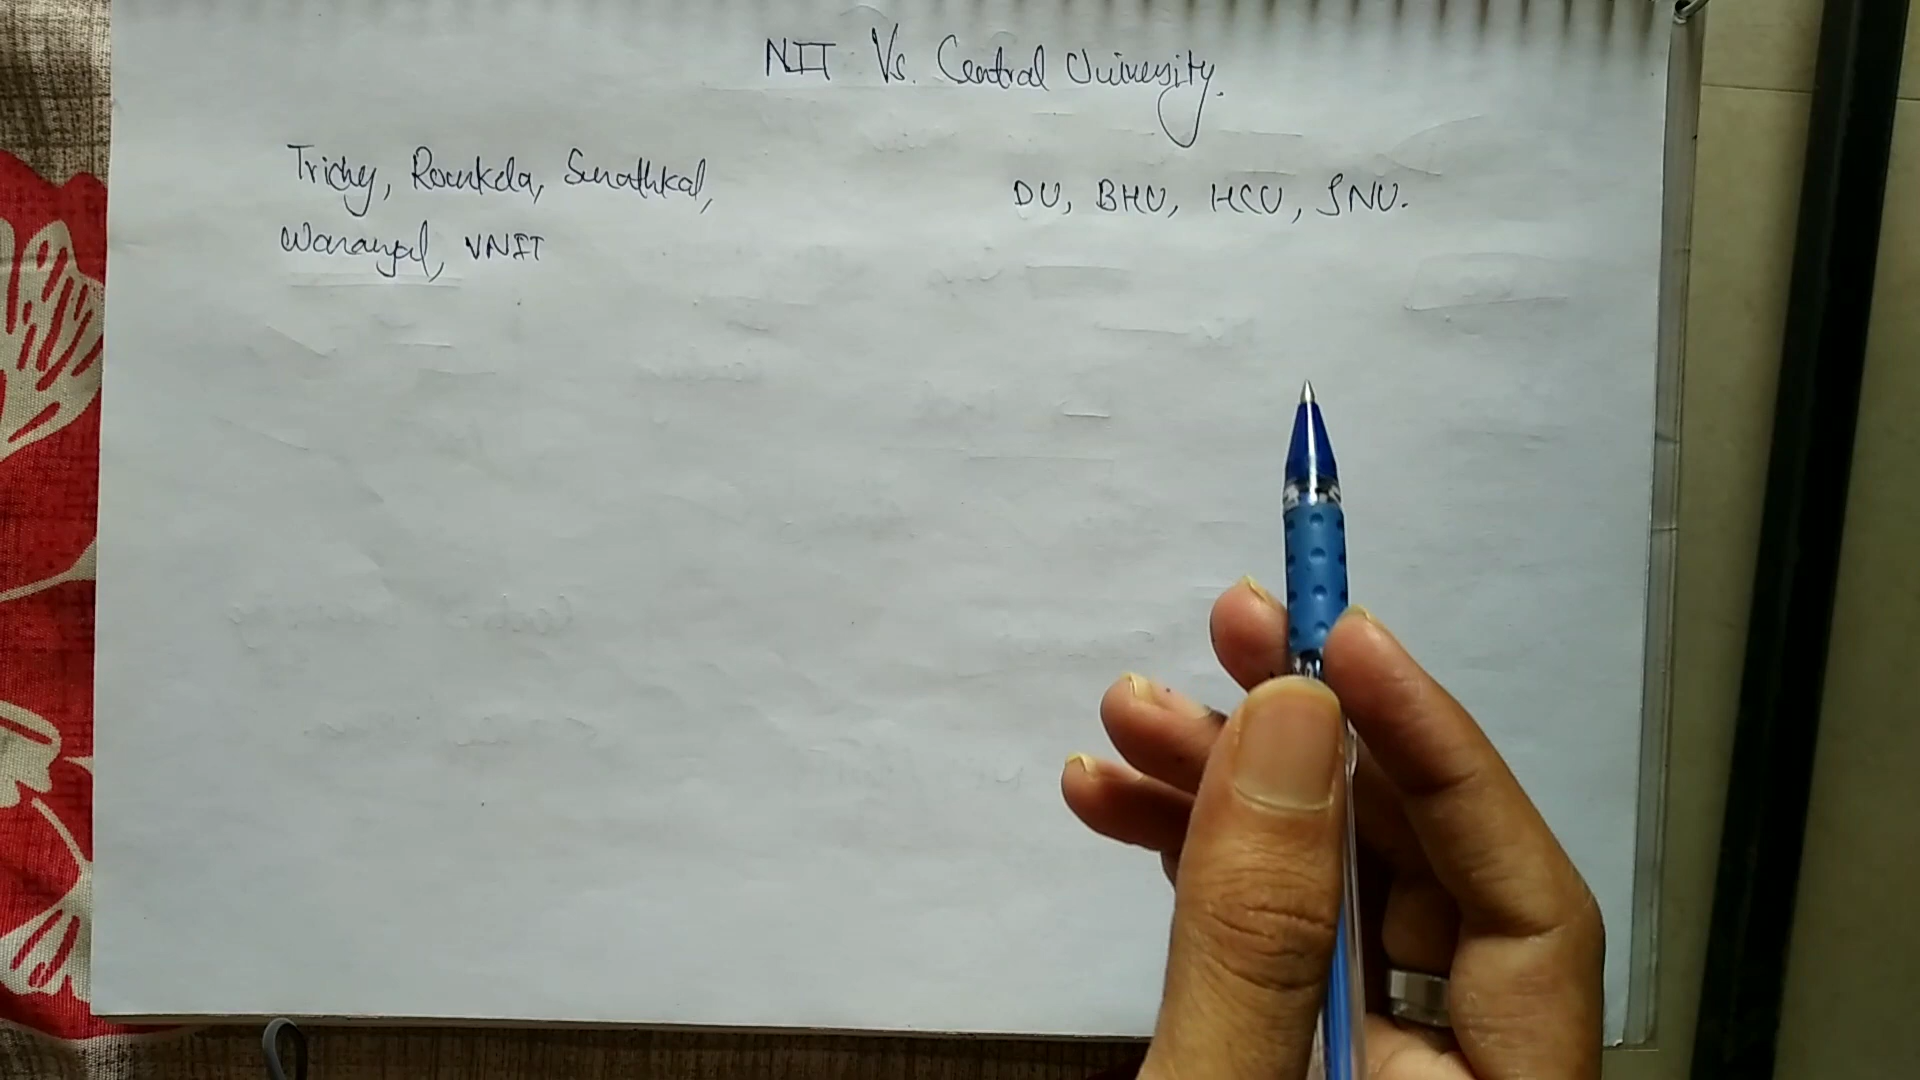 NIT Vs. Central University.
Trichy, Rourkela, Surathkal,
Warangal, VNIT
DU, BHU, HCU, JNU.